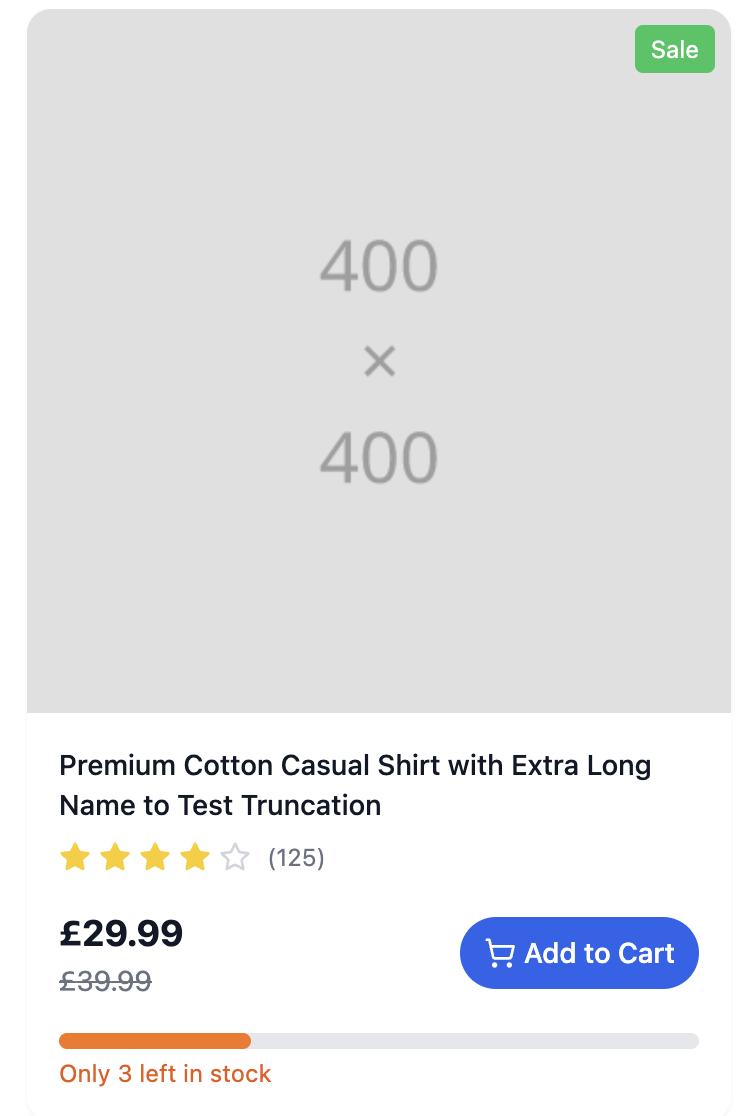 Sale
400
×
400
Premium Cotton Casual Shirt with Extra Long
Name to Test Truncation
(125)
£29.99
Add to Cart
£39.99
Only 3 left in stock